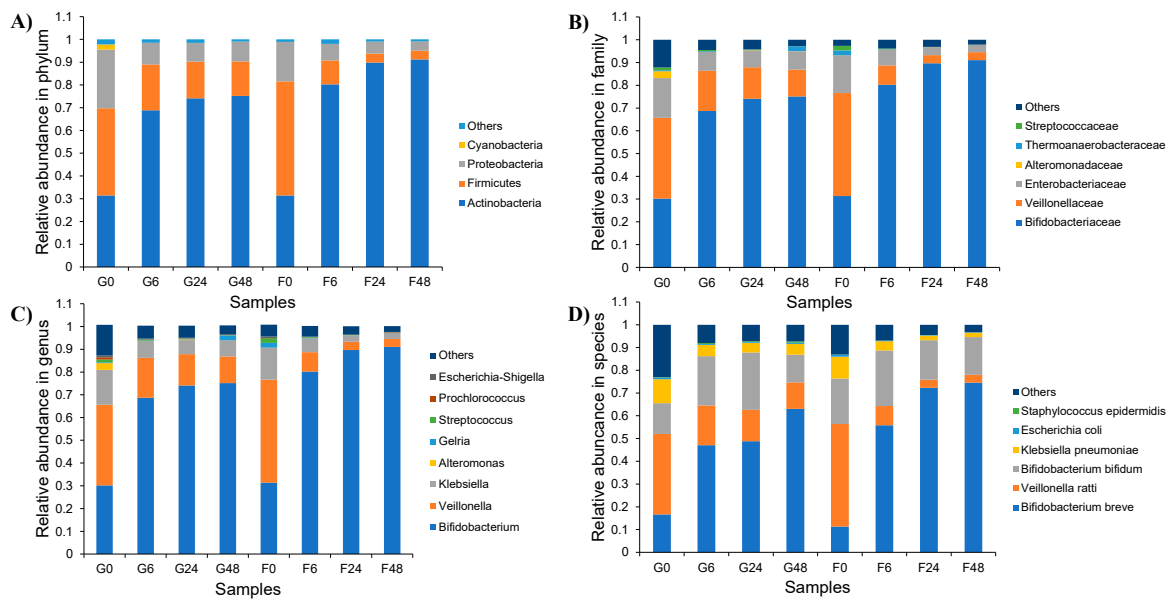 A)
Relative abundance in phylum
1.1
1
0.9
0.8
0.7
0.6
0.5
0.4
0.3
0.2
0.1
0
G0 G6 G24 G48 F0 F6 F24 F48
Samples
Others
Cyanobacteria
Proteobacteria
Firmicutes
Actinobacteria
B)
Relative abundance in family
1.1
1
0.9
0.8
0.7
0.6
0.5
0.4
0.3
0.2
0.1
0
G0 G6 G24 G48 F0 F6 F24 F48
Samples
Others
Streptococcaceae
Thermoanaerobacteraceae
Alteromonadaceae
Enterobacteriaceae
Veillonellaceae
Bifidobacteriaceae
C)
Relative abundance in genus
1.1
1
0.9
0.8
0.7
0.6
0.5
0.4
0.3
0.2
0.1
0
G0 G6 G24 G48 F0 F6 F24 F48
Samples
Others
Escherichia-Shigella
Prochlorococcus
Streptococcus
Gelria
Alteromonas
Klebsiella
Veillonella
Bifidobacterium
D)
Relative abuncance in species
1.1
1
0.9
0.8
0.7
0.6
0.5
0.4
0.3
0.2
0.1
0
G0 G6 G24 G48 F0 F6 F24 F48
Samples
Others
Staphylococcus epidermidis
Escherichia coli
Klebsiella pneumoniae
Bifidobacterium bifidum
Veillonella ratti
Bifidobacterium breve